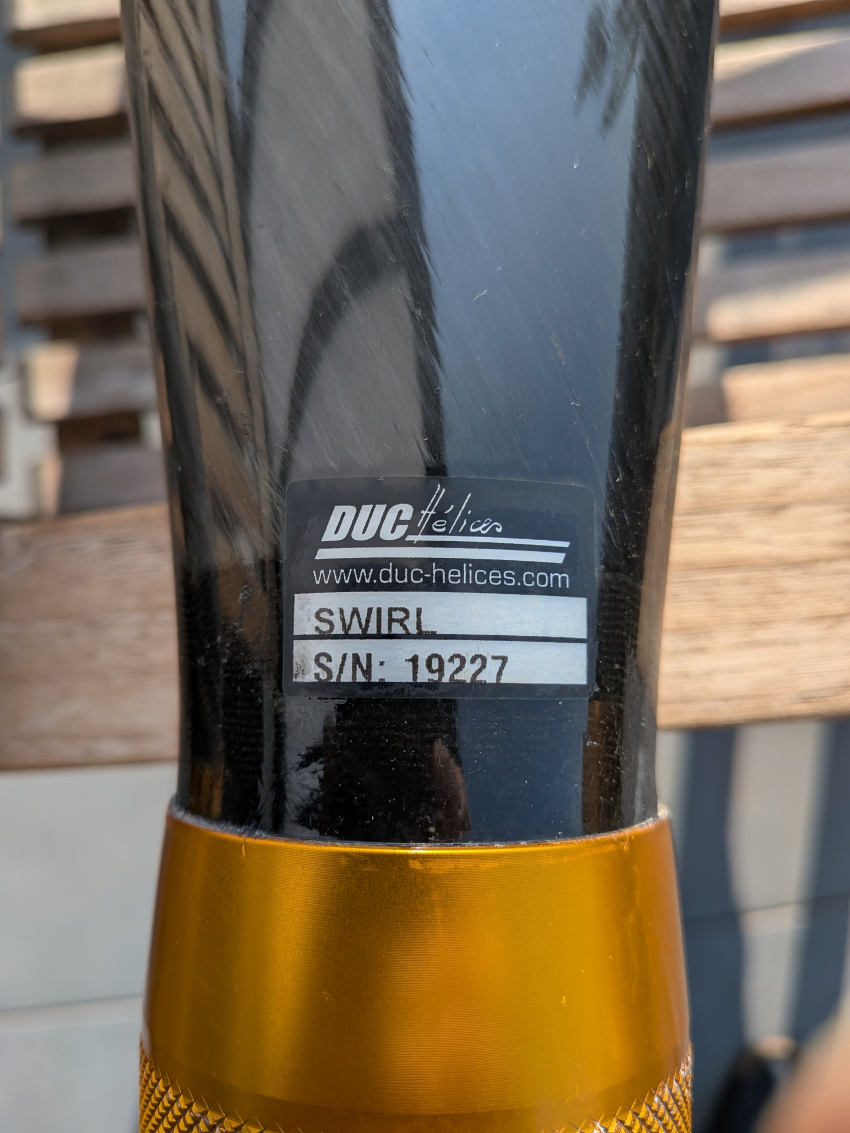 DUC Hélices
www.duc-helices.com
SWIRL
S/N: 19227